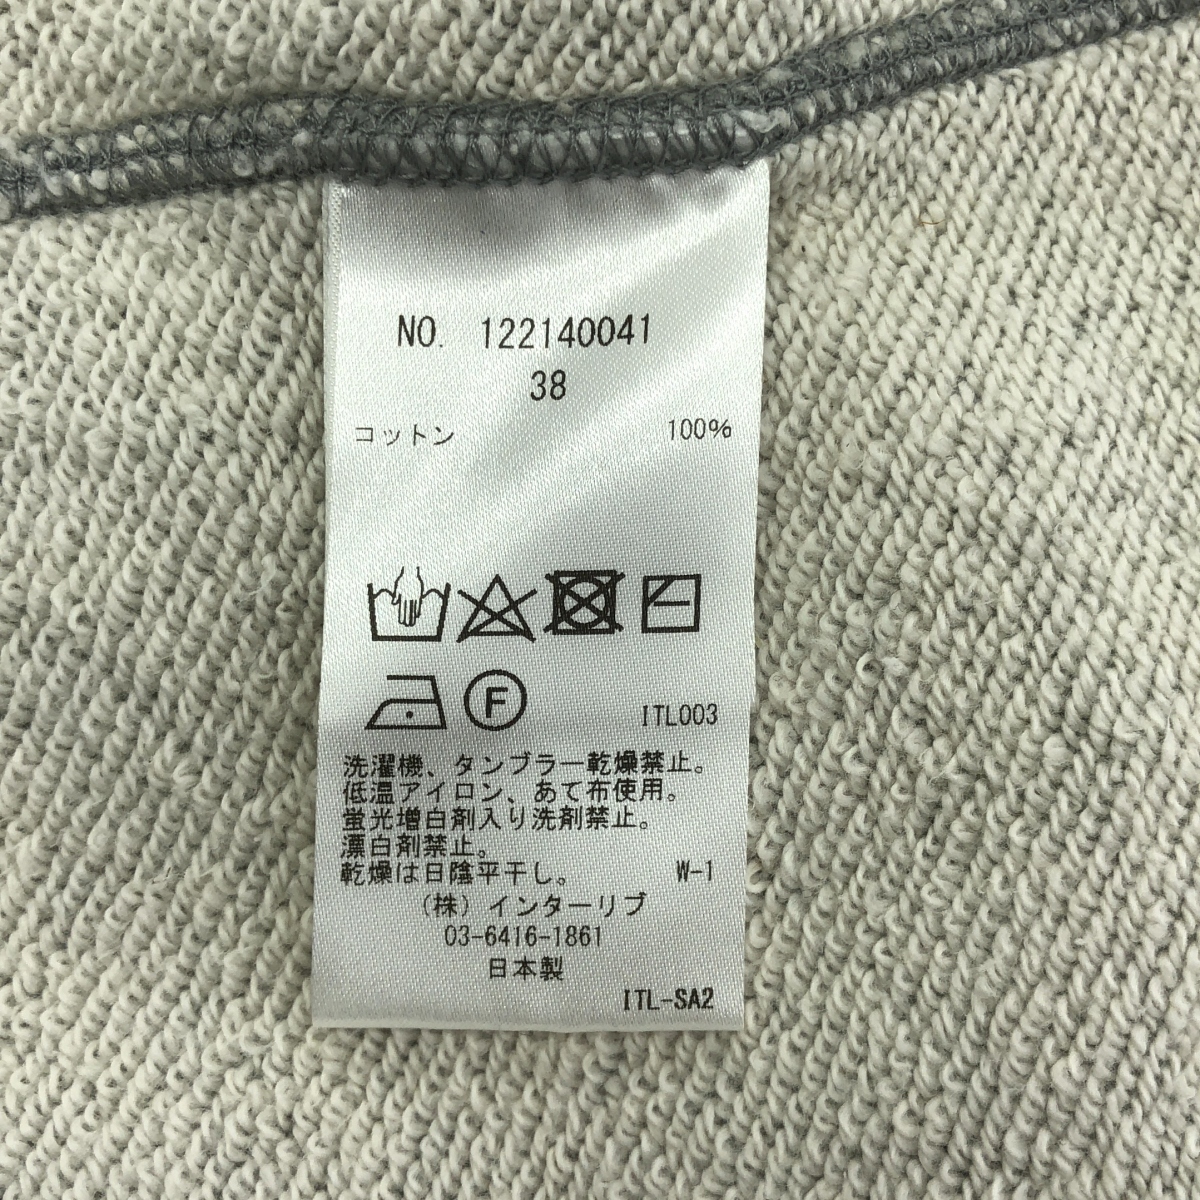 NO. 122140041
38
コットン 100%
F
ITL003
洗濯機、タンブラー乾燥禁止。
低温アイロン、あて布使用。
蛍光増白剤入り洗剤禁止。
漂白剤禁止。
乾燥は日陰平干し。 W-1
(株)インターリブ
03-6416-1861
日本製
ITL-SA2